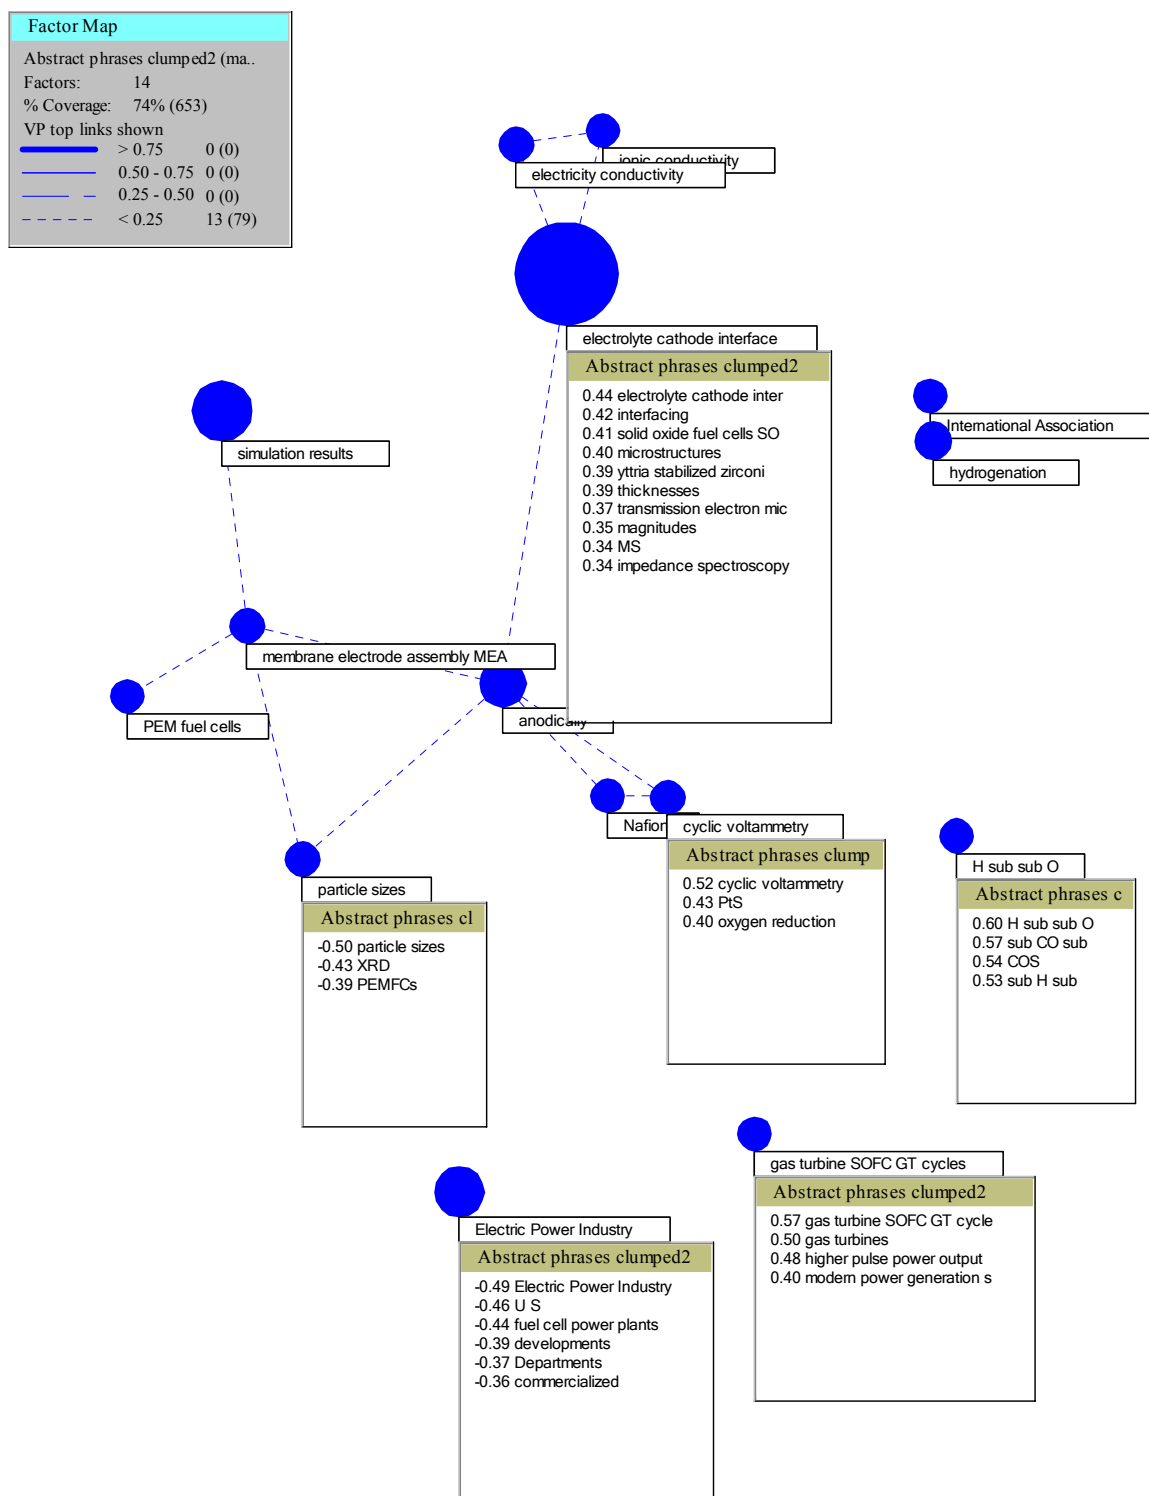 Factor Map
Abstract phrases clumped2 (ma..
Factors: 14
% Coverage: 74% (653)
VP top links shown
> 0.75 0 (0)
0.50 - 0.75 0 (0)
0.25 - 0.50 0 (0)
< 0.25 13 (79)
ionic conductivity
electricity conductivity
electrolyte cathode interface
Abstract phrases clumped2
0.44 electrolyte cathode inter
0.42 interfacing
0.41 solid oxide fuel cells SO
0.40 microstructures
0.39 yttria stabilized zirconi
0.39 thicknesses
0.37 transmission electron mic
0.35 magnitudes
0.34 MS
0.34 impedance spectroscopy
International Association
hydrogenation
simulation results
membrane electrode assembly MEA
PEM fuel cells
anodically
Nafion
cyclic voltammetry
Abstract phrases clump
0.52 cyclic voltammetry
0.43 PtS
0.40 oxygen reduction
H sub sub O
Abstract phrases c
0.60 H sub sub O
0.57 sub CO sub
0.54 COS
0.53 sub H sub
particle sizes
Abstract phrases cl
-0.50 particle sizes
-0.43 XRD
-0.39 PEMFCs
gas turbine SOFC GT cycles
Abstract phrases clumped2
0.57 gas turbine SOFC GT cycle
0.50 gas turbines
0.48 higher pulse power output
0.40 modern power generation s
Electric Power Industry
Abstract phrases clumped2
-0.49 Electric Power Industry
-0.46 U S
-0.44 fuel cell power plants
-0.39 developments
-0.37 Departments
-0.36 commercialized